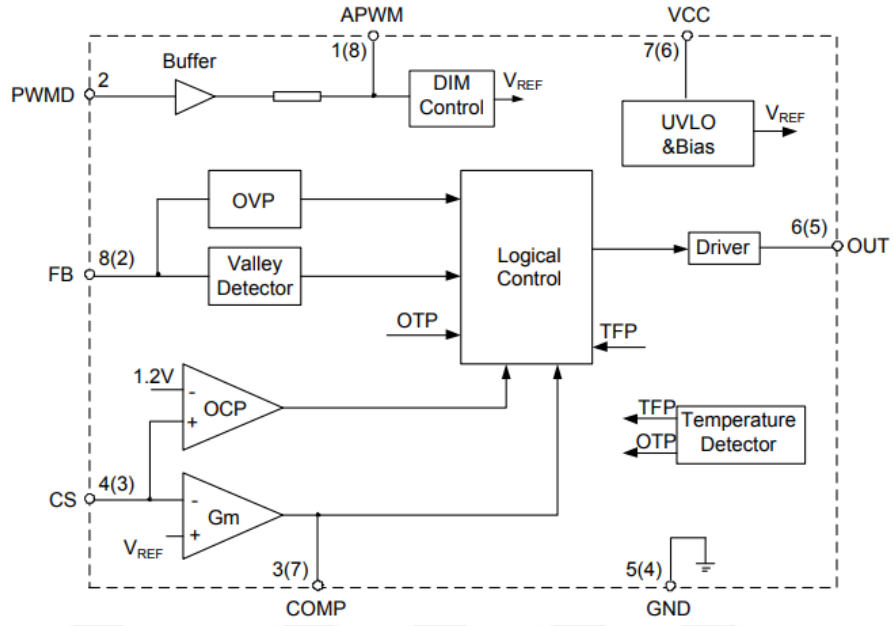 APWM
VCC
1(8)
7(6)
Buffer
PWMD
2
DIM
Control
VREF
UVLO
&Bias
VREF
OVP
8(2)
FB
Valley
Detector
Logical
Control
6(5)
Driver
OUT
OTP
TFP
1.2V
-
+
OCP
TFP
OTP
Temperature
Detector
4(3)
CS
-
+
Gm
VREF
3(7)
5(4)
COMP
GND